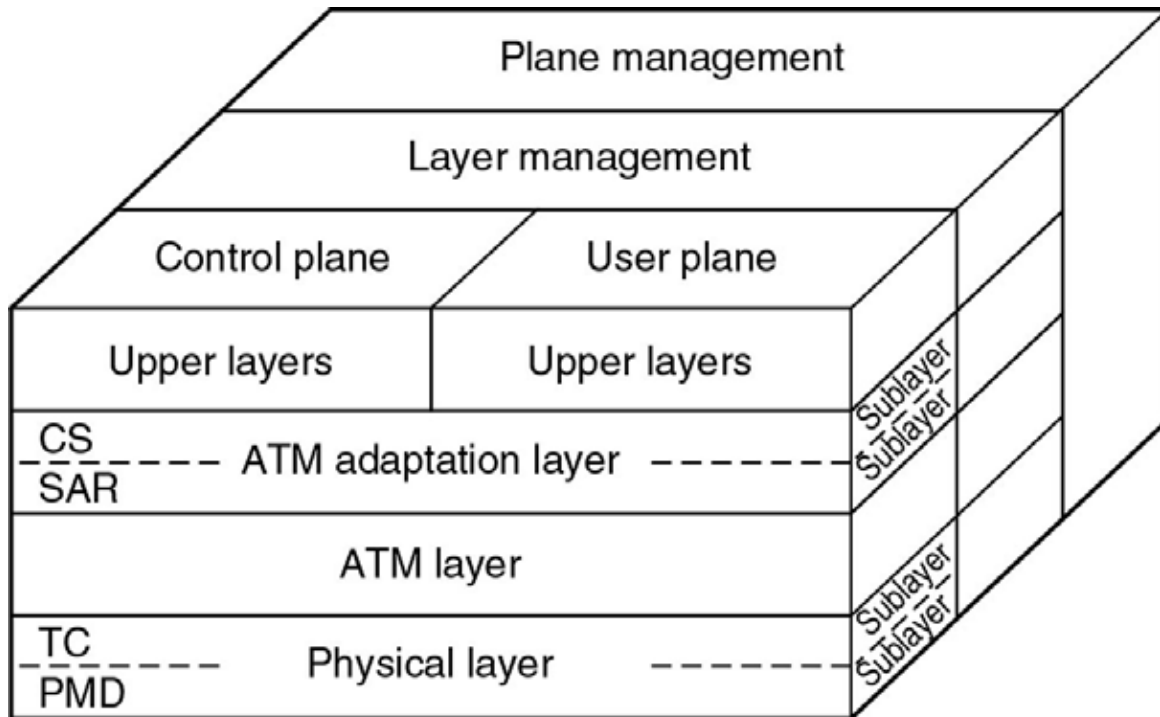 Plane management
Layer management
Control plane
User plane
Upper layers
Upper layers
Sublayer
Sublayer
CS
ATM adaptation layer
SAR
ATM layer
Sublayer
Sublayer
TC
Physical layer
PMD